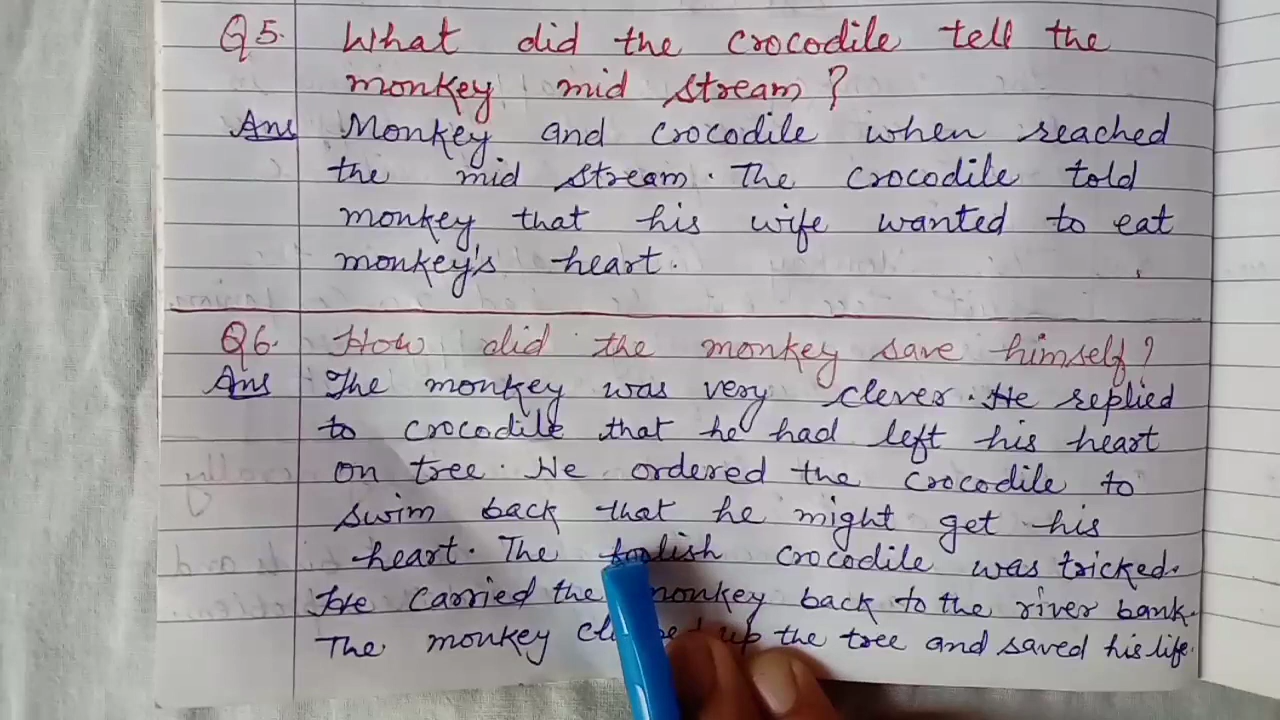 Q5. What did the crocodile tell the
monkey mid stream?
Ans Monkey and crocodile when reached
the mid stream. The crocodile told
monkey that his wife wanted to eat
monkey's heart.
Q6. How did the monkey save himself?
Ans The monkey was very clever. He replied
to crocodile that he had left his heart
on tree. He ordered the crocodile to
swim back that he might get his
heart. The foolish crocodile was tricked.
He carried the monkey back to the river bank.
The monkey up the tree and saved his life.